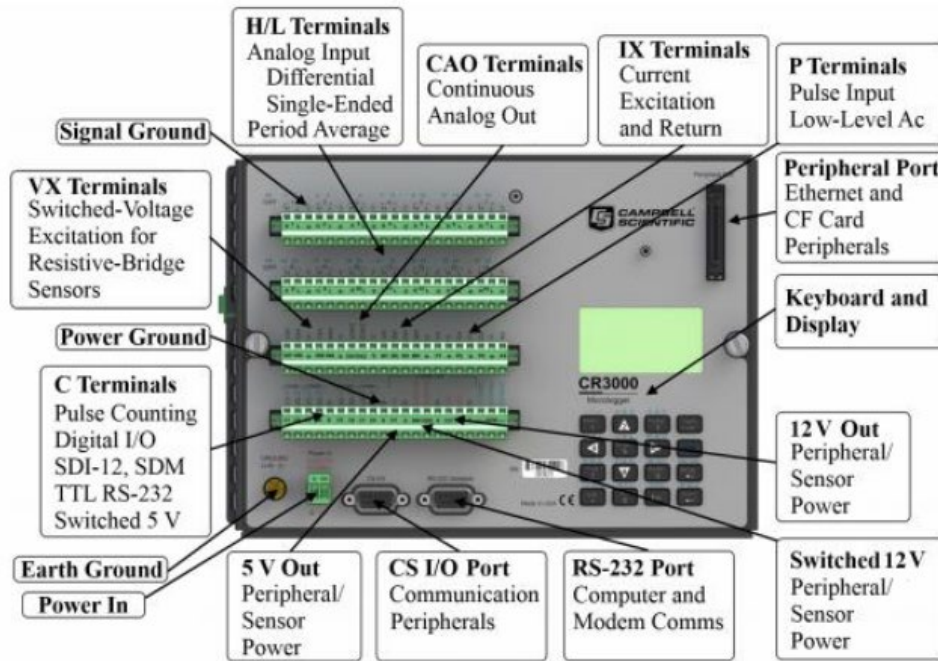 H/L Terminals
Analog Input
Differential
Single-Ended
Period Average
CAO Terminals
Continuous
Analog Out
IX Terminals
Current
Excitation
and Return
P Terminals
Pulse Input
Low-Level Ac
Signal Ground
VX Terminals
Switched-Voltage
Excitation for
Resistive-Bridge
Sensors
Peripheral Port
Ethernet and
CF Card
Peripherals
CAMPBELL
SCIENTIFIC
Keyboard and
Display
Power Ground
CR3000
Micrologger
C Terminals
Pulse Counting
Digital I/O
SDI-12, SDM
TTL RS-232
Switched 5 V
12 V Out
Peripheral/
Sensor
Power
Earth Ground
Power In
5 V Out
Peripheral/
Sensor
Power
CS I/O Port
Communication
Peripherals
RS-232 Port
Computer and
Modem Comms
Switched 12 V
Peripheral/
Sensor
Power